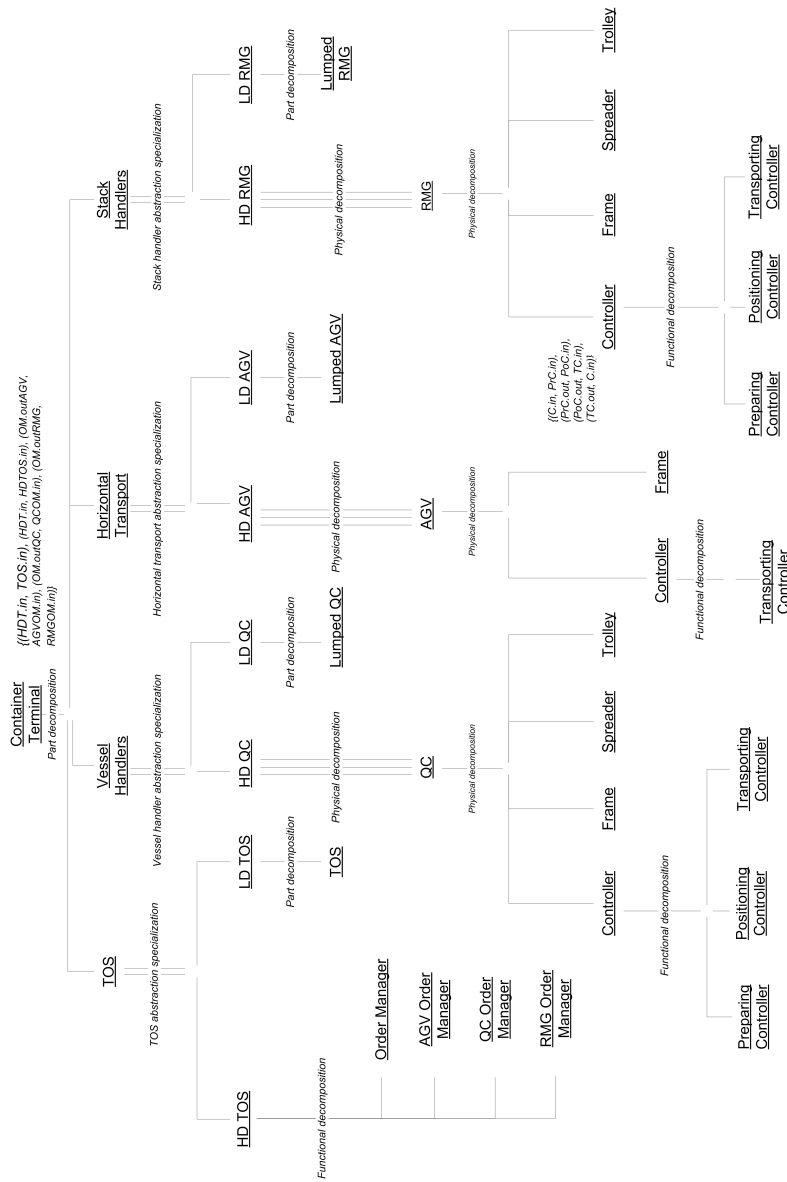 Container
Terminal
Part decomposition
{(HDT.in, TOS.in), (HDT.in, HDTOS.in), (OM.outAGV,
AGVOM.in), (OM.outQC, QCOM.in), (OM.outRMG,
RMGOM.in)}
TOS
Vessel
Handlers
Horizontal
Transport
Stack
Handlers
TOS abstraction specialization
Vessel handler abstraction specialization
Horizontal transport abstraction specialization
Stack handler abstraction specialization
HD TOS
LD TOS
HD QC
LD QC
HD AGV
LD AGV
HD RMG
LD RMG
Functional decomposition
Part decomposition
Physical decomposition
Part decomposition
Physical decomposition
Part decomposition
Physical decomposition
Part decomposition
TOS
Lumped QC
Lumped AGV
Lumped
RMG
Order Manager
AGV Order
Manager
QC Order
Manager
RMG Order
Manager
QC
AGV
RMG
Physical decomposition
Physical decomposition
Physical decomposition
{(C.in, PrC.in),
(PrC.out, PoC.in),
(PoC.out, TC.in),
(TC.out, C.in)}
Controller
Frame
Spreader
Trolley
Controller
Frame
Controller
Frame
Spreader
Trolley
Functional decomposition
Functional decomposition
Functional decomposition
Preparing
Controller
Positioning
Controller
Transporting
Controller
Transporting
Controller
Preparing
Controller
Positioning
Controller
Transporting
Controller